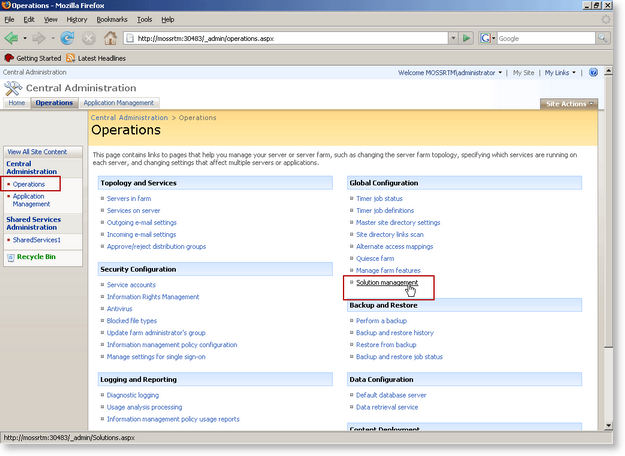 Operations - Mozilla Firefox
File Edit View History Bookmarks Tools Help
http://mossrtm:30483/_admin/operations.aspx
Google
Getting Started Latest Headlines
Central Administration
Welcome MOSSRTM\administrator
My Site
My Links
Central Administration
Home Operations Application Management
Site Actions
Central Administration > Operations
Operations
View All Site Content
Central
Administration
Operations
Application
Management
Shared Services
Administration
SharedServices1
Recycle Bin
This page contains links to pages that help you manage your server or server farm, such as changing the server farm topology, specifying which services are running on
each server, and changing settings that affect multiple servers or applications.
Topology and Services
Servers in farm
Services on server
Outgoing e-mail settings
Incoming e-mail settings
Approve/reject distribution groups
Security Configuration
Service accounts
Information Rights Management
Antivirus
Blocked file types
Update farm administrator's group
Information management policy configuration
Manage settings for single sign-on
Logging and Reporting
Diagnostic logging
Usage analysis processing
Information management policy usage reports
Global Configuration
Timer job status
Timer job definitions
Master site directory settings
Site directory links scan
Alternate access mappings
Quiesce farm
Manage farm features
Solution management
Backup and Restore
Perform a backup
Backup and restore history
Restore from backup
Backup and restore job status
Data Configuration
Default database server
Data retrieval service
Content Deployment
http://mossrtm:30483/_admin/Solutions.aspx